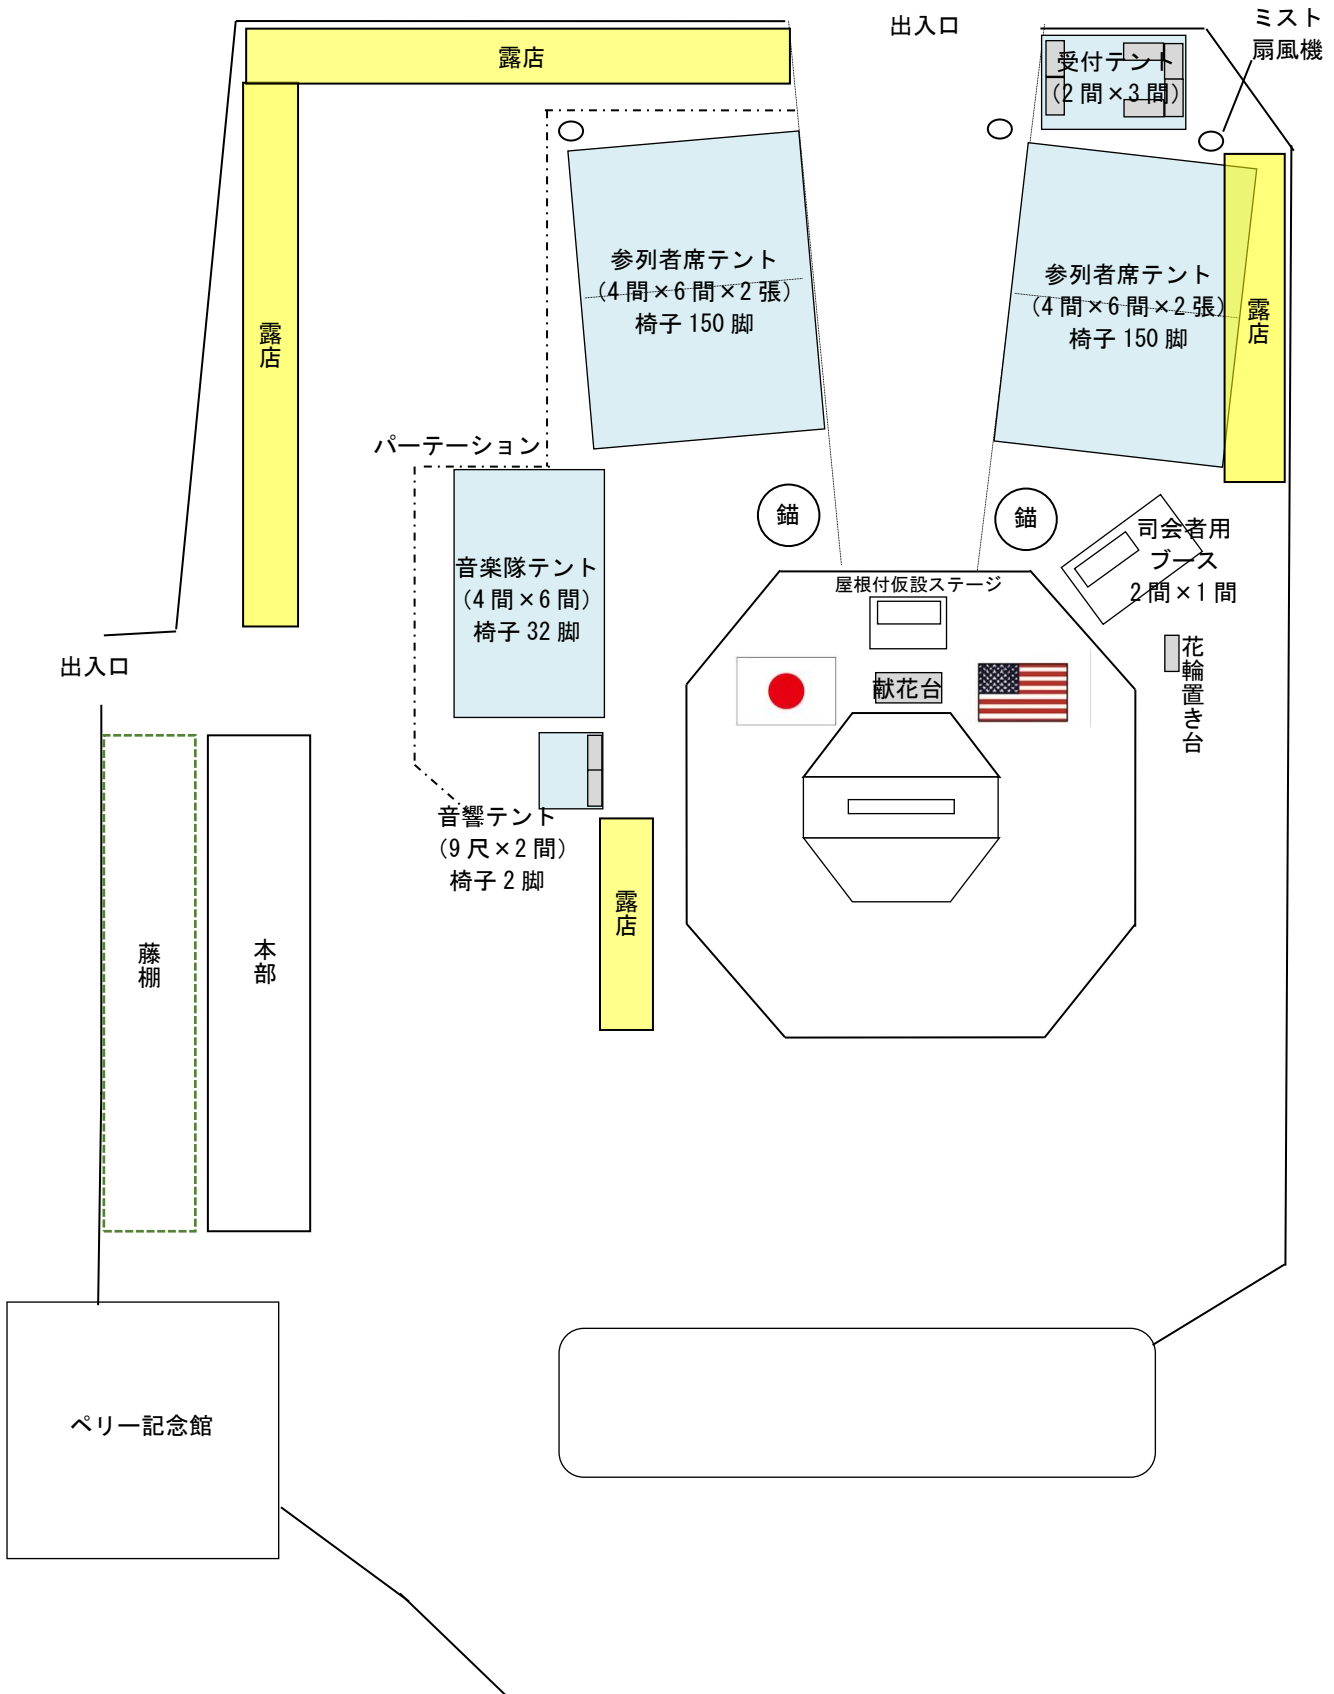 出入口
ミスト
扇風機
露店
受付テント
（2間×3間）
参列者席テント
（4間×6間×2張）
椅子150脚
参列者席テント
（4間×6間×2張）
椅子150脚
露店
露店
パーテーション
錨
錨
司会者用
ブース
2間×1間
音楽隊テント
（4間×6間）
椅子32脚
屋根付仮設ステージ
出入口
献花台
花輪置き台
音響テント
（9尺×2間）
椅子2脚
露店
藤棚
本部
ペリー記念館